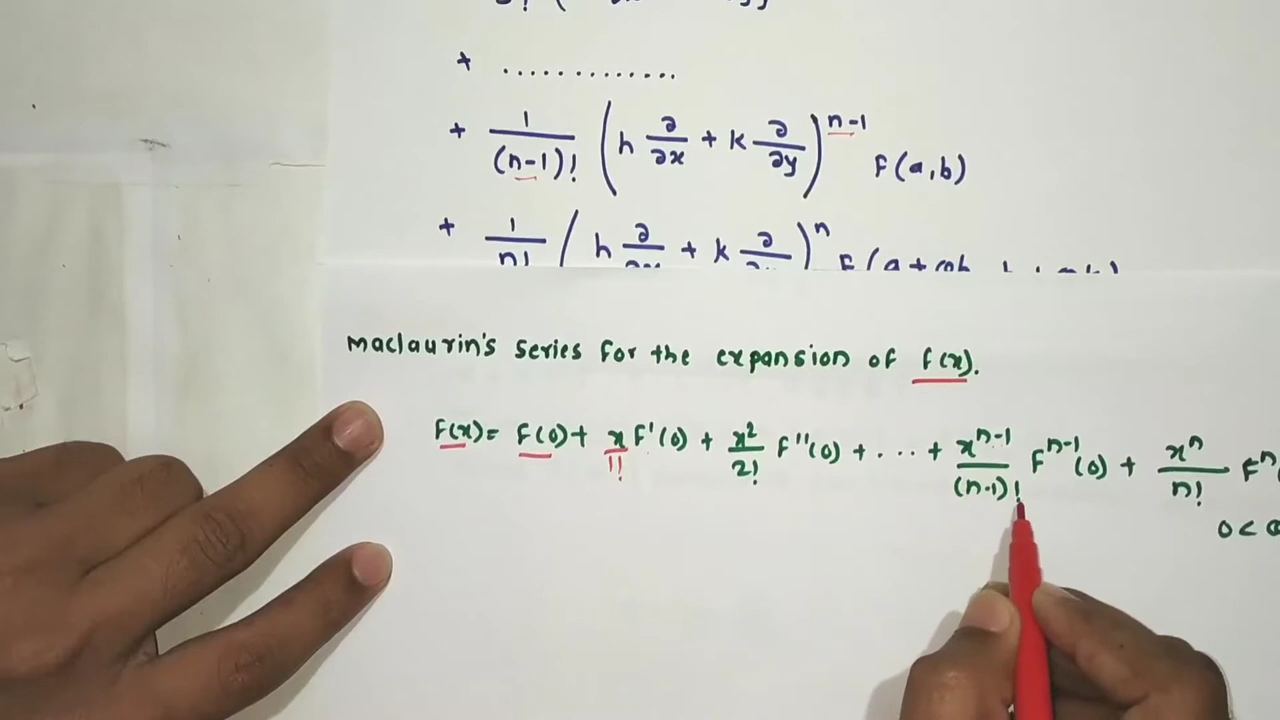 + .............
+ 1/(n-1)! (h ∂/∂x + k ∂/∂y)^n-1 F(a,b)
+ 1/n! (h ∂/∂x + k ∂/∂y)^n F(a+
Maclaurin's series for the expansion of f(x).
F(x)= F(0)+ x/1! F'(0) + x²/2! F''(0) + ... + x^n-1/(n-1)! F^n-1(0) + x^n/n! F^n(
0<